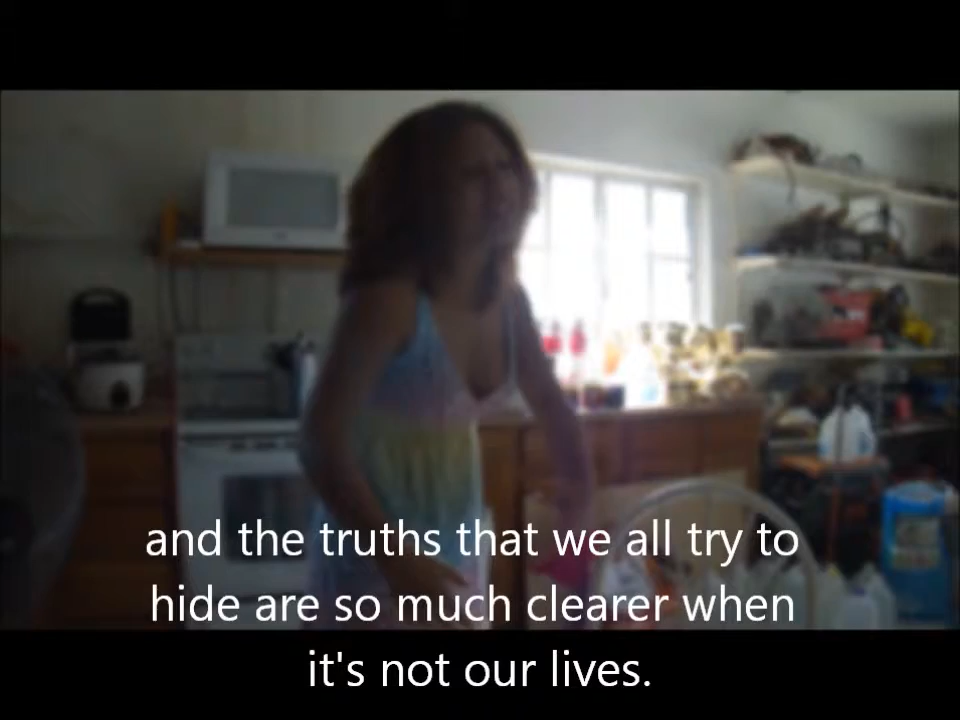 and the truths that we all try to
hide are so much clearer when
it's not our lives.